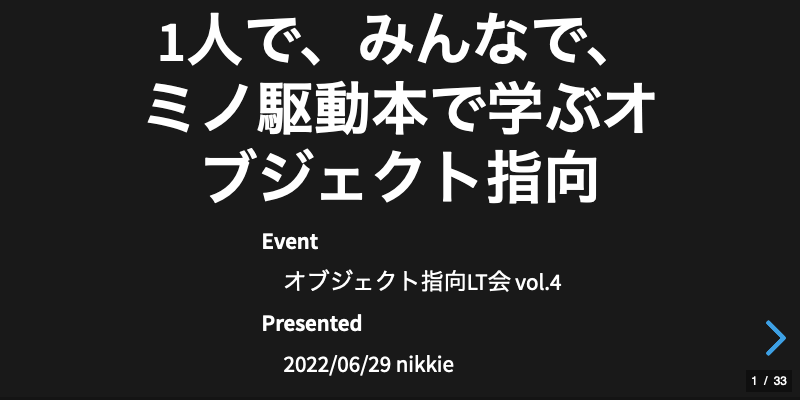 1人で、みんなで、
ミノ駆動本で学ぶオ
ブジェクト指向
Event
オブジェクト指向LT会 vol.4
Presented
2022/06/29 nikkie
1 / 33